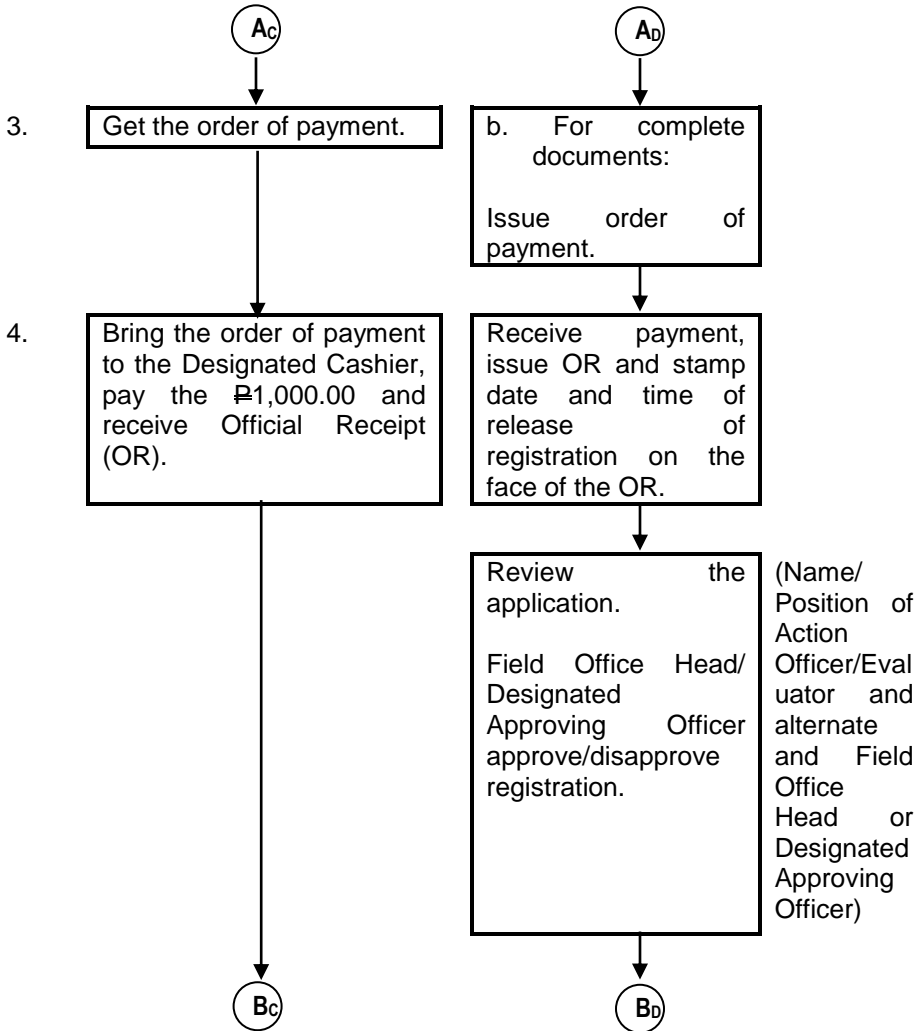 AC
AD
3.
Get the order of payment.
b. For complete
documents:
Issue order of
payment.
4.
Bring the order of payment
to the Designated Cashier,
pay the ₱1,000.00 and
receive Official Receipt
(OR).
Receive payment,
issue OR and stamp
date and time of
release of
registration on the
face of the OR.
Review the
application.
Field Office Head/
Designated
Approving Officer
approve/disapprove
registration.
(Name/
Position of
Action
Officer/Eval
uator and
alternate
and Field
Office
Head or
Designated
Approving
Officer)
BC
BD